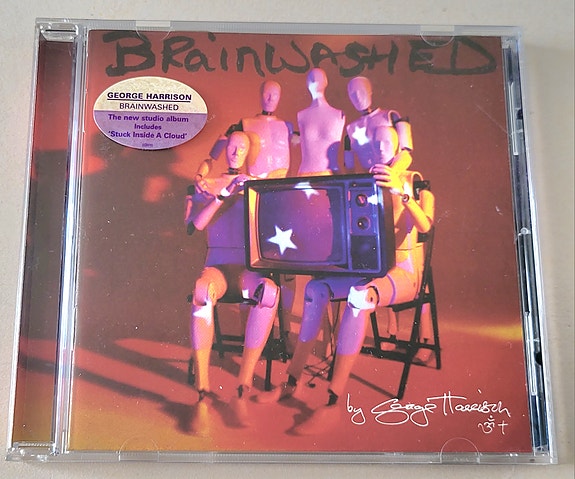 BRainWASHED
GEORGE HARRISON
BRAINWASHED
The new studio album
Includes
'Stuck Inside A Cloud'
by George Harrison
ॐ †